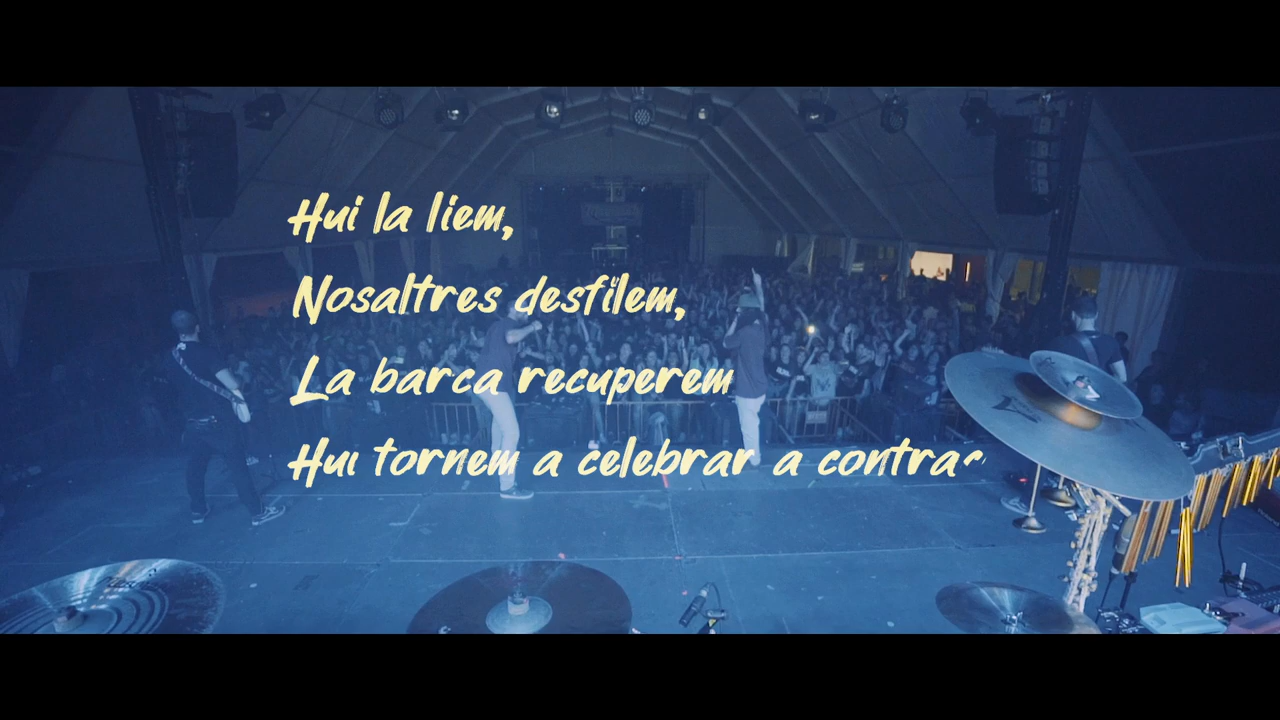 Hui la liem,
Nosaltres desfilem,
La barca recuperem
Hui tornem a celebrar a